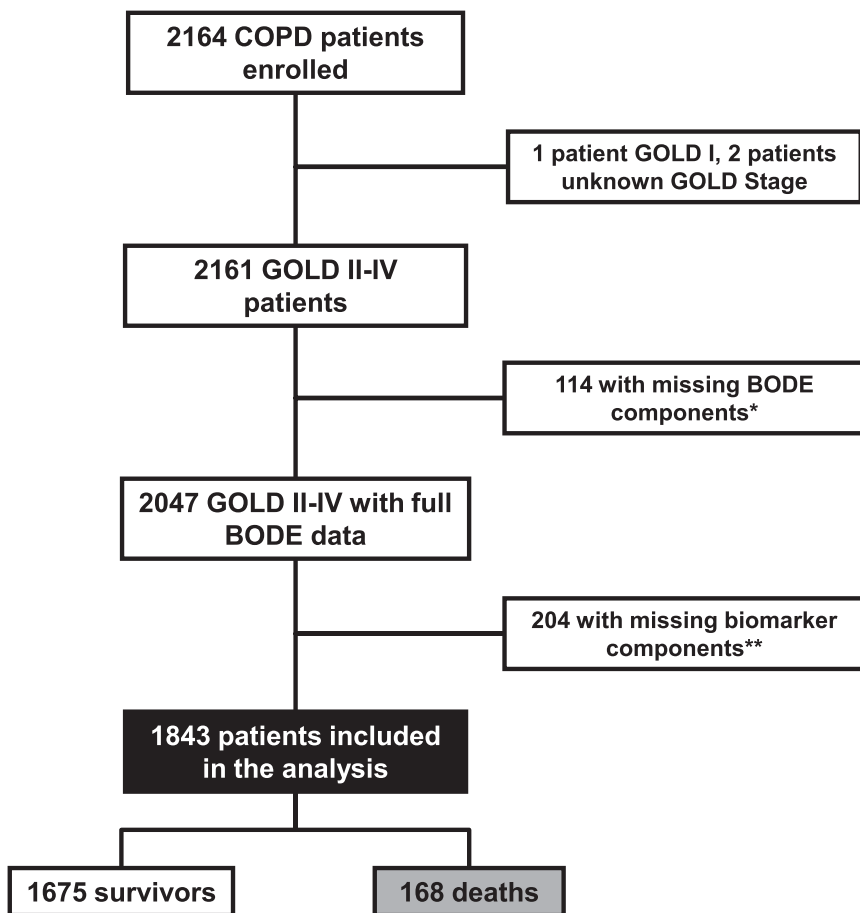 2164 COPD patients
enrolled
1 patient GOLD I, 2 patients
unknown GOLD Stage
2161 GOLD II-IV
patients
114 with missing BODE
components*
2047 GOLD II-IV with full
BODE data
204 with missing biomarker
components**
1843 patients included
in the analysis
1675 survivors
168 deaths